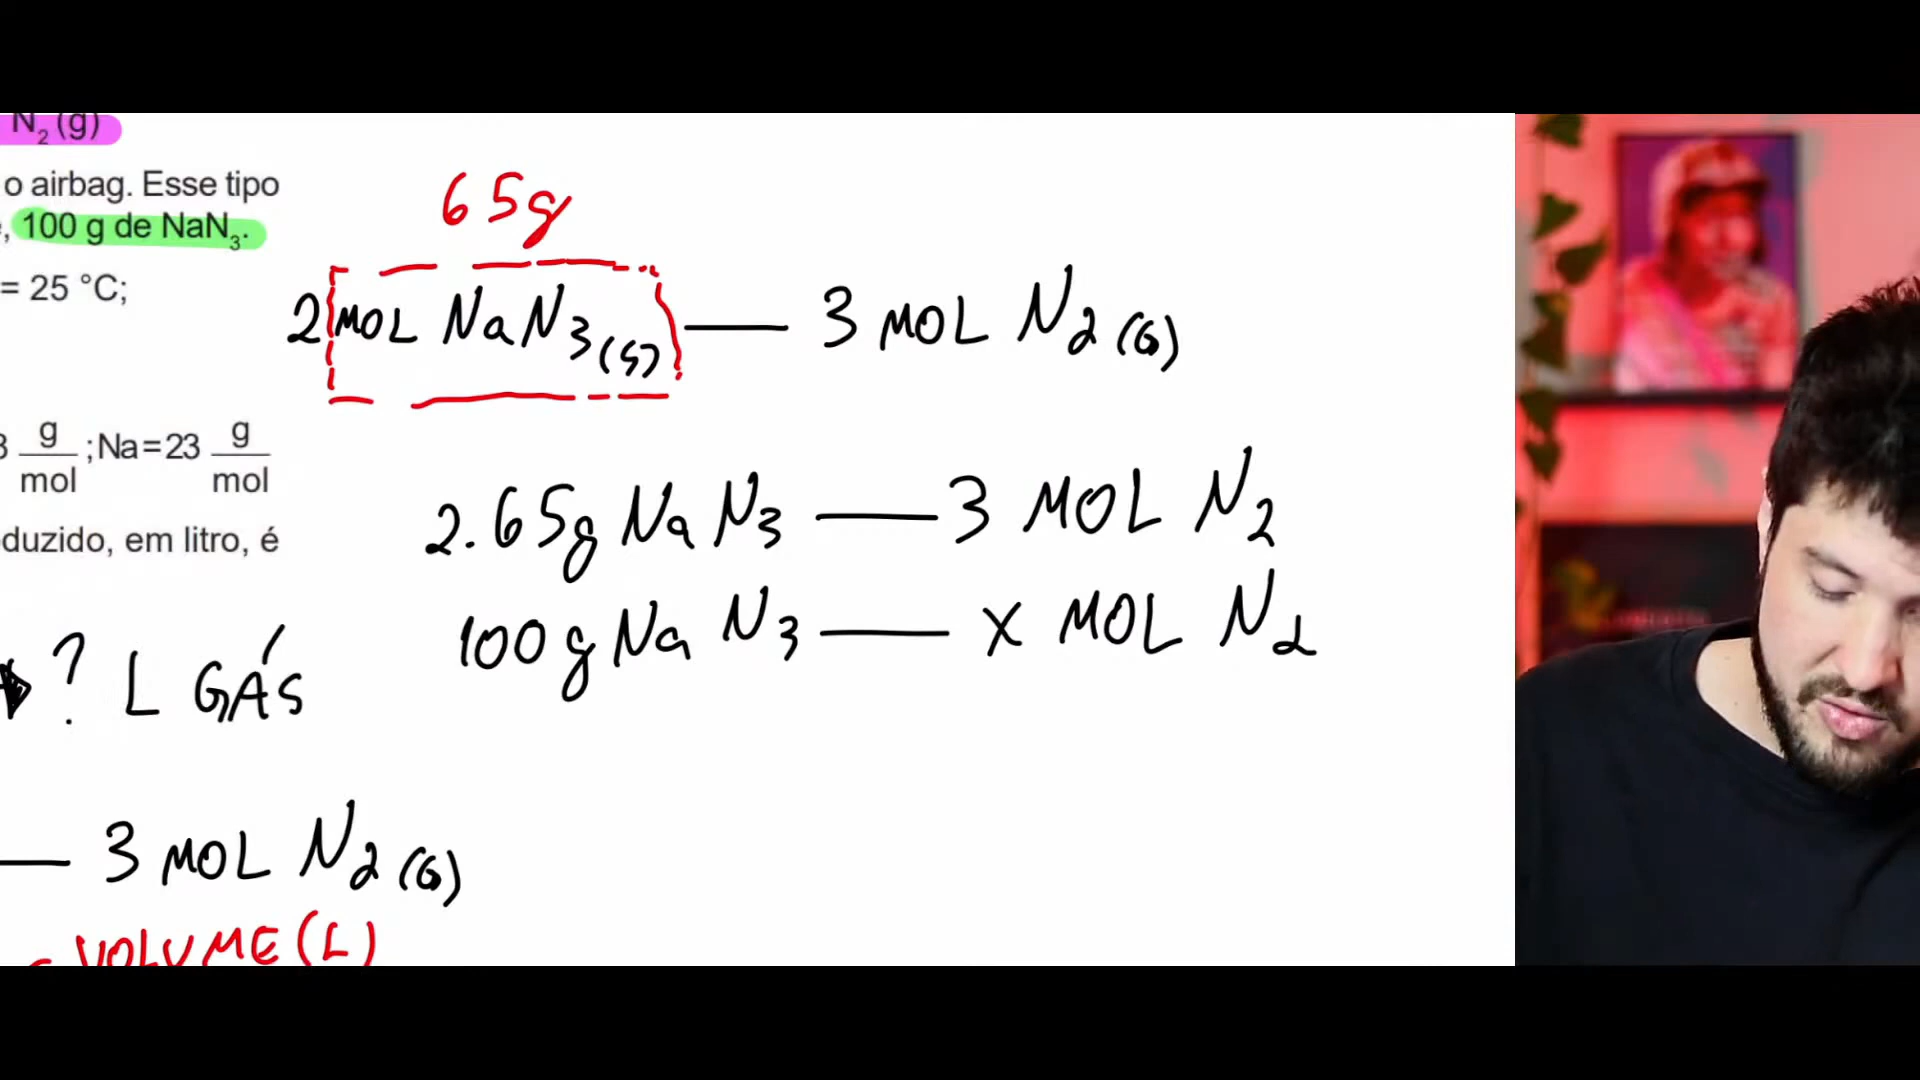 N₂(g)
o airbag. Esse tipo
, 100 g de NaN₃.
= 25 °C;
g/mol ; Na = 23 g/mol
duzido, em litro, é
? L GÁS
3 MOL N₂(G)
VOLUME (L)
65g
2 MOL NaN₃(S) — 3 MOL N₂(G)
2.65g NaN₃ — 3 MOL N₂
100g NaN₃ — X MOL N₂